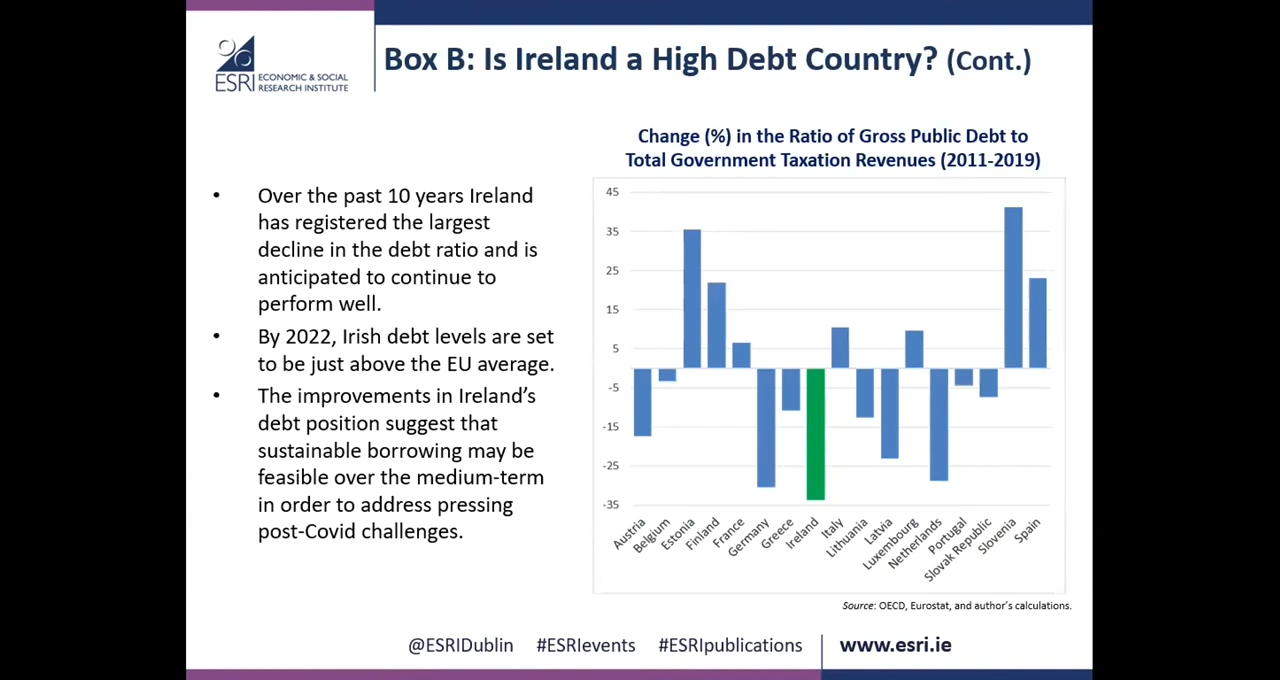 ESRI
ECONOMIC & SOCIAL
RESEARCH INSTITUTE
Box B: Is Ireland a High Debt Country? (Cont.)
• Over the past 10 years Ireland
has registered the largest
decline in the debt ratio and is
anticipated to continue to
perform well.
• By 2022, Irish debt levels are set
to be just above the EU average.
• The improvements in Ireland’s
debt position suggest that
sustainable borrowing may be
feasible over the medium-term
in order to address pressing
post-Covid challenges.
Change (%) in the Ratio of Gross Public Debt to
Total Government Taxation Revenues (2011-2019)
45
35
25
15
5
-5
-15
-25
-35
Austria
Belgium
Estonia
Finland
France
Germany
Greece
Ireland
Italy
Lithuania
Latvia
Luxembourg
Netherlands
Portugal
Slovak Republic
Slovenia
Spain
Source: OECD, Eurostat, and author’s calculations.
@ESRIDublin #ESRIevents #ESRIpublications www.esri.ie